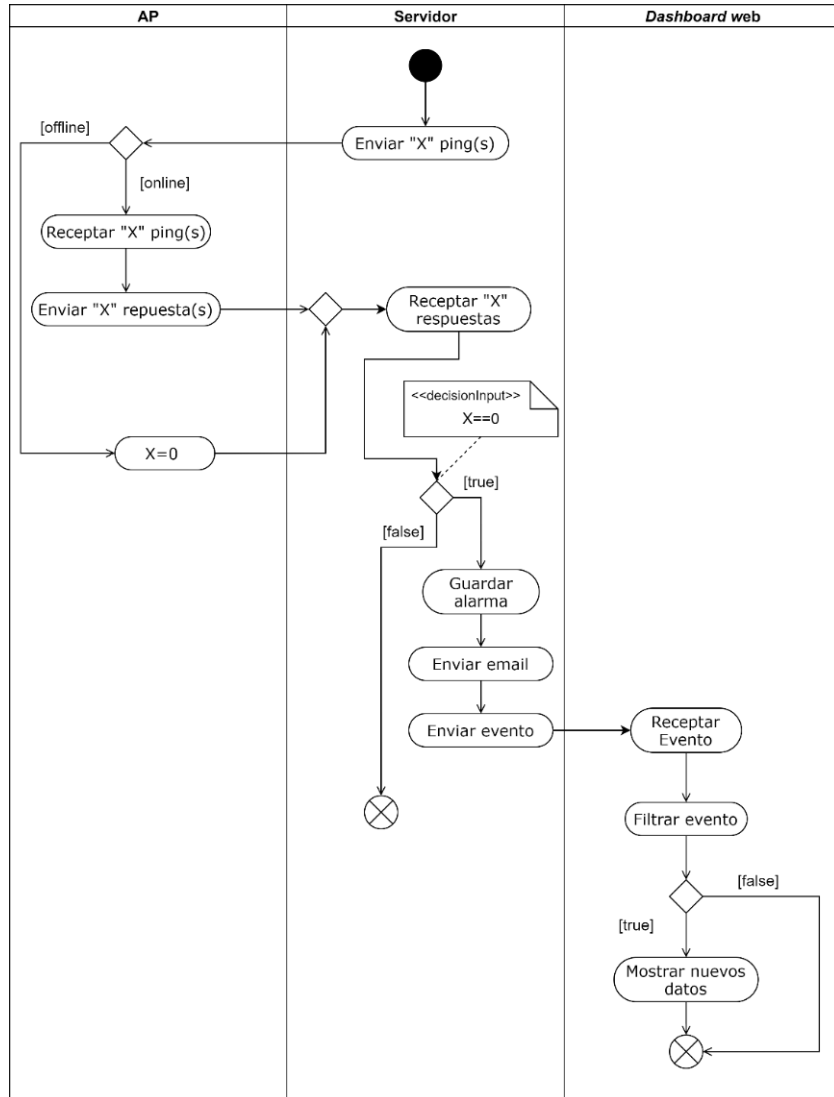 AP
Servidor
Dashboard web
[offline]
Enviar "X" ping(s)
[online]
Receptar "X" ping(s)
Enviar "X" repuesta(s)
Receptar "X"
respuestas
<<decisionInput>>
X==0
X=0
[true]
[false]
Guardar
alarma
Enviar email
Enviar evento
Receptar
Evento
Filtrar evento
[false]
[true]
Mostrar nuevos
datos